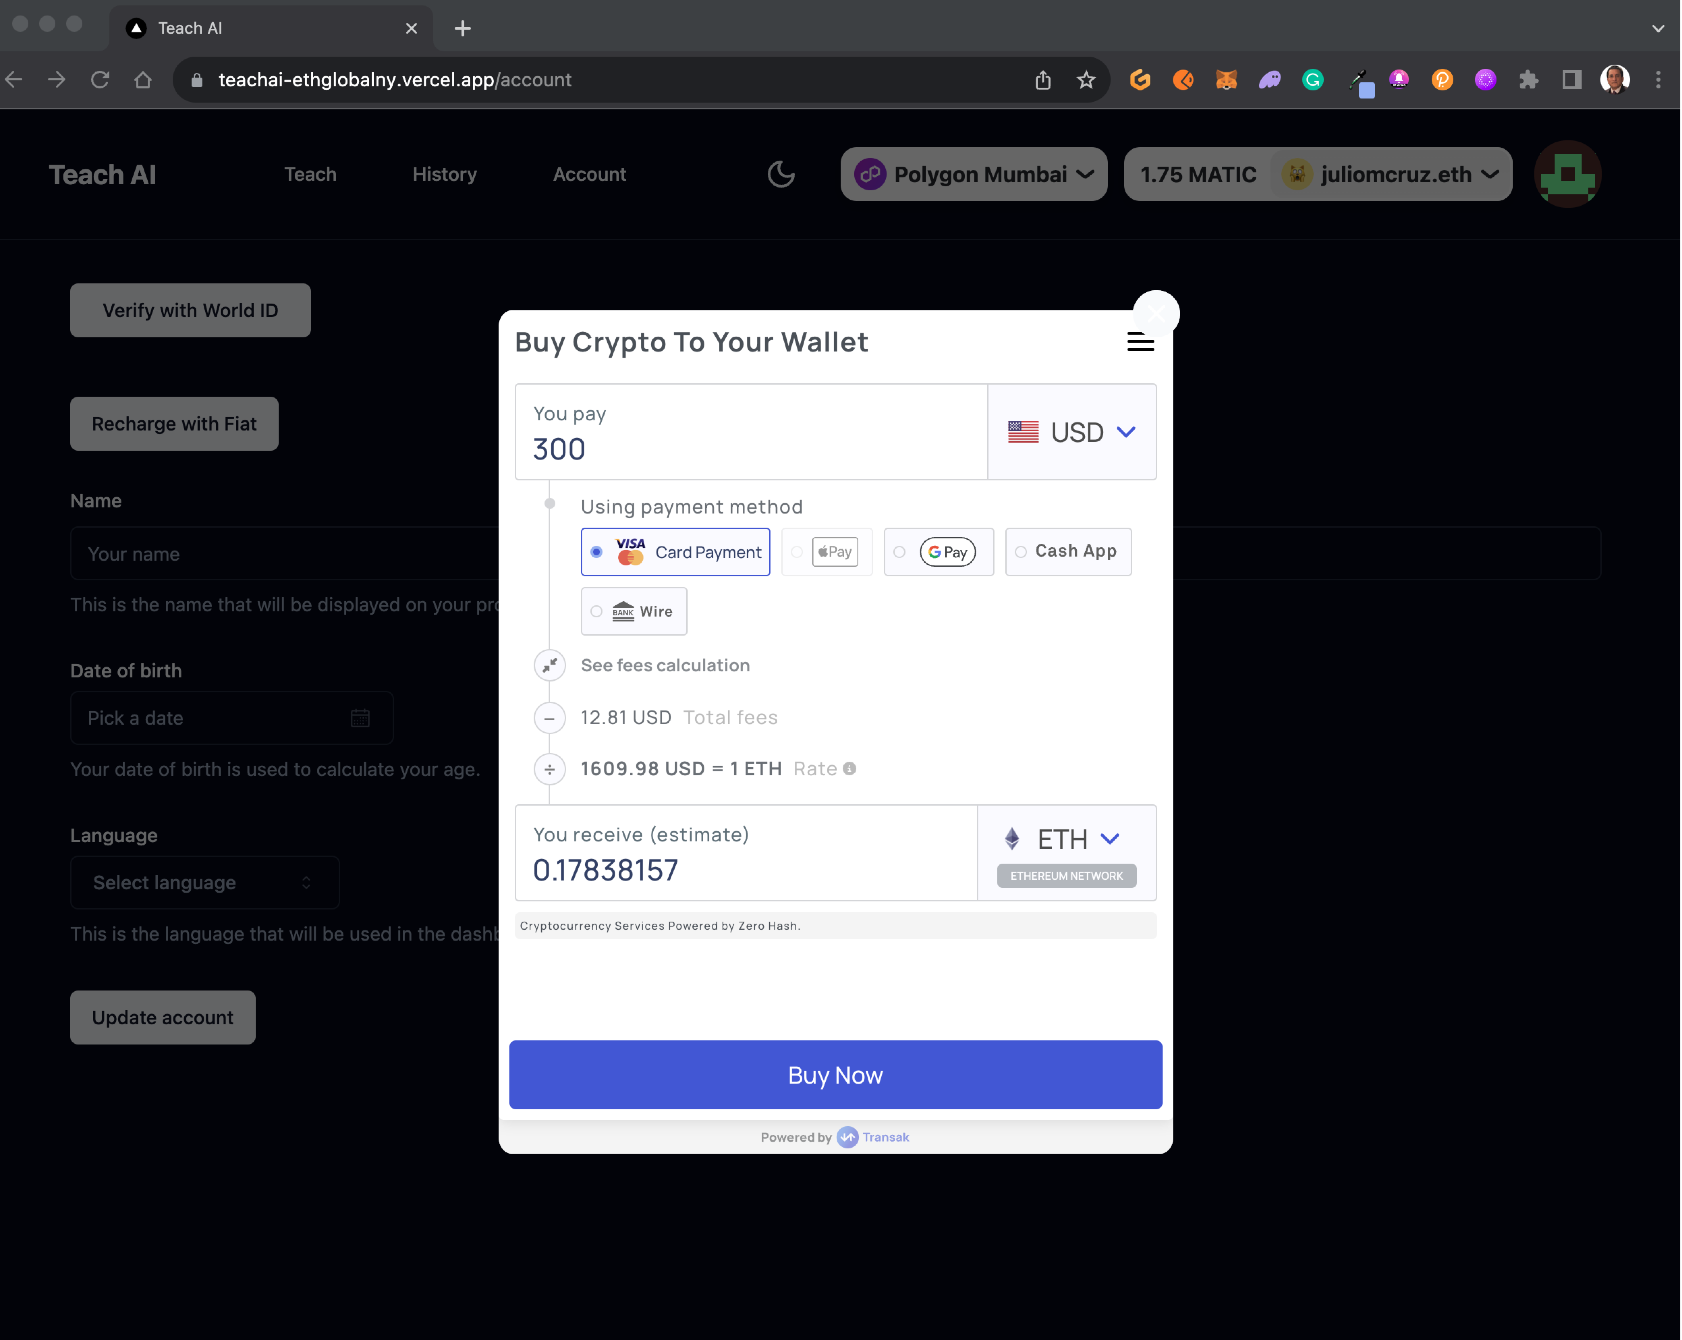 Teach AI
teachai-ethglobalny.vercel.app/account
Teach AI
Teach
History
Account
Polygon Mumbai
1.75 MATIC
juliomcruz.eth
Verify with World ID
Recharge with Fiat
Name
Your name
This is the name that will be displayed on your
Date of birth
Pick a date
Your date of birth is used to calculate your age.
Language
Select language
This is the language that will be used in the
Update account
Buy Crypto To Your Wallet
You pay
300
USD
Using payment method
VISA Card Payment
Pay
G Pay
Cash App
BANK Wire
See fees calculation
12.81 USD Total fees
1609.98 USD = 1 ETH Rate
You receive (estimate)
0.17838157
ETH
ETHEREUM NETWORK
Cryptocurrency Services Powered by Zero Hash.
Buy Now
Powered by Transak